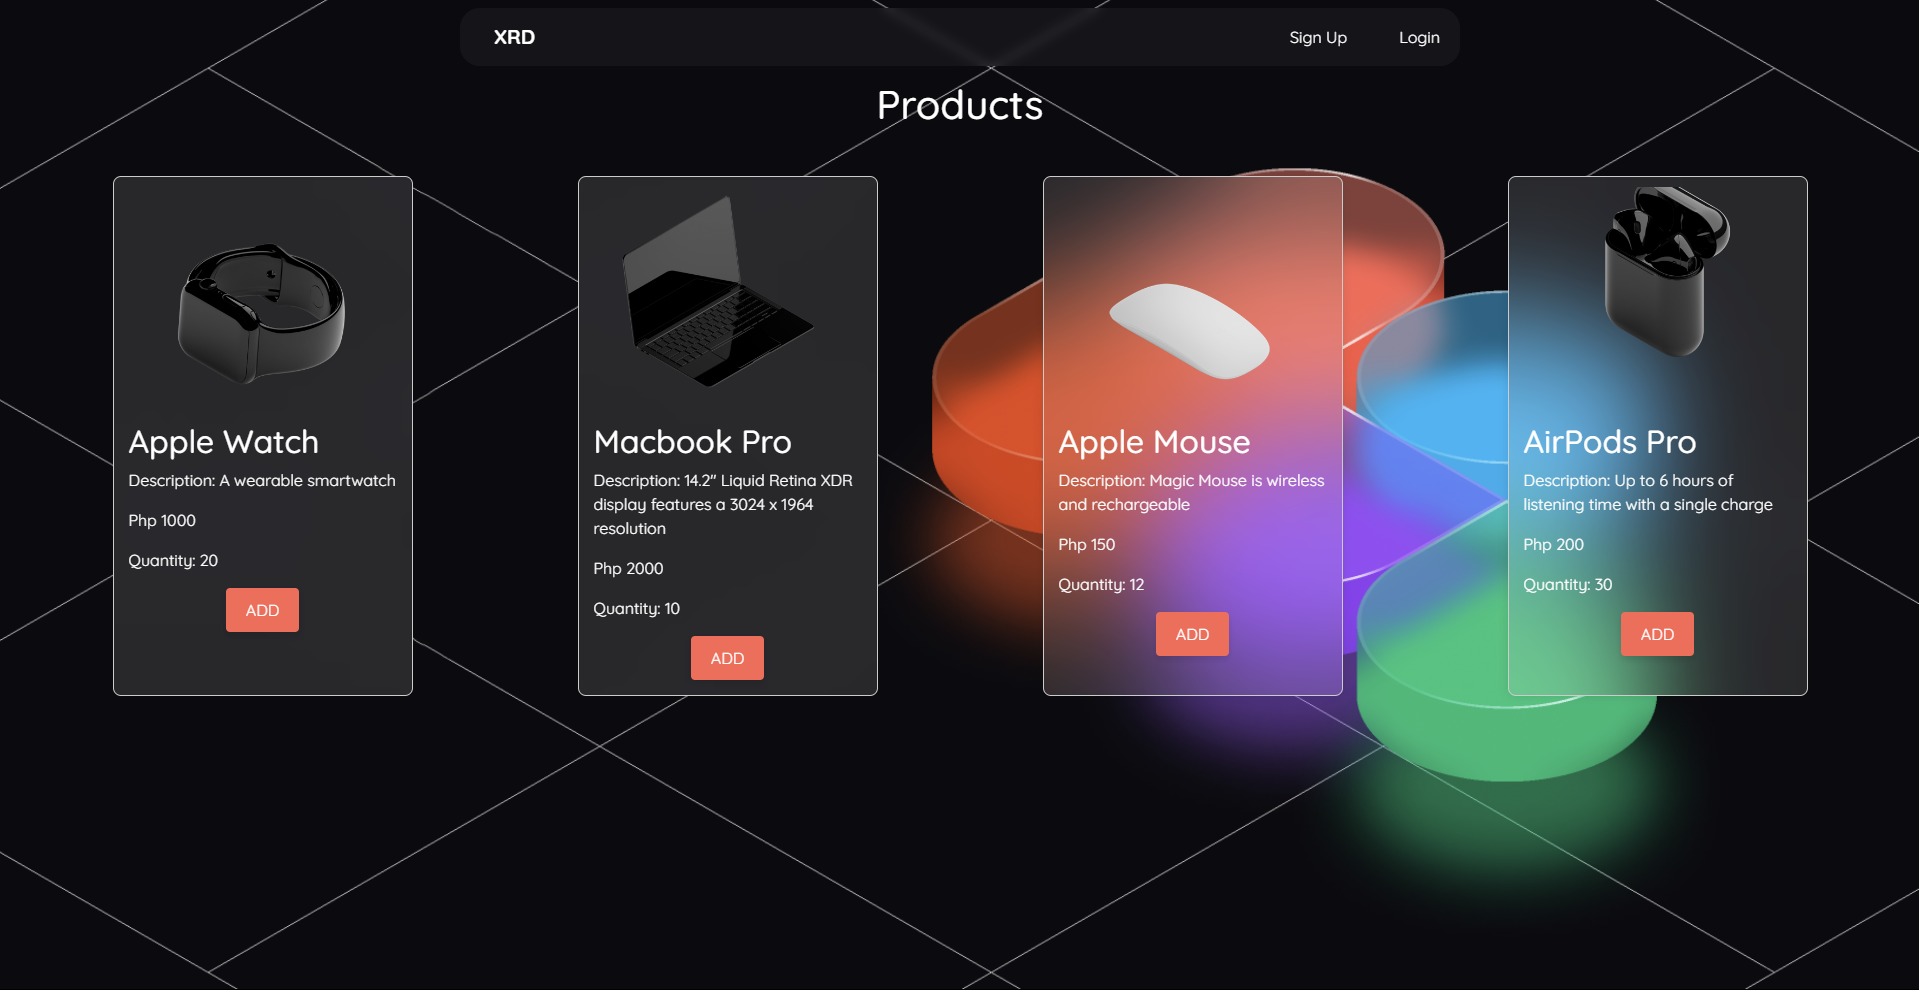 XRD
Sign Up
Login
Products
Apple Watch
Description: A wearable smartwatch
Php 1000
Quantity: 20
ADD
Macbook Pro
Description: 14.2" Liquid Retina XDR
display features a 3024 x 1964
resolution
Php 2000
Quantity: 10
ADD
Apple Mouse
Description: Magic Mouse is wireless
and rechargeable
Php 150
Quantity: 12
ADD
AirPods Pro
Description: Up to 6 hours of
listening time with a single charge
Php 200
Quantity: 30
ADD